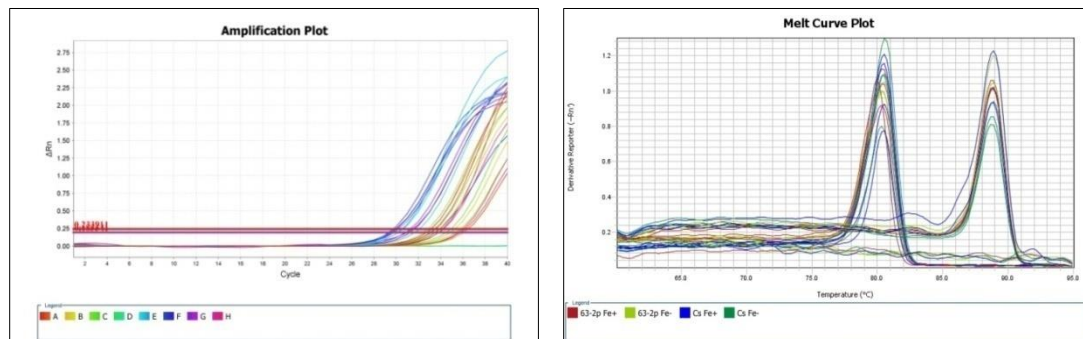 Amplification Plot
ΔRn
2.75
2.50
2.25
2.00
1.75
1.50
1.25
1.00
0.75
0.50
0.25
0.00
2 4 6 8 10 12 14 16 18 20 22 24 26 28 30 32 34 36 38 40
Cycle
Legend
A B C D E F G H
Melt Curve Plot
Derivative Reporter (-Rn')
1.2
1.0
0.8
0.6
0.4
0.2
65.0 70.0 75.0 80.0 85.0 90.0 95.0
Temperature (°C)
Legend
63-2p Fe+ 63-2p Fe- Cs Fe+ Cs Fe-